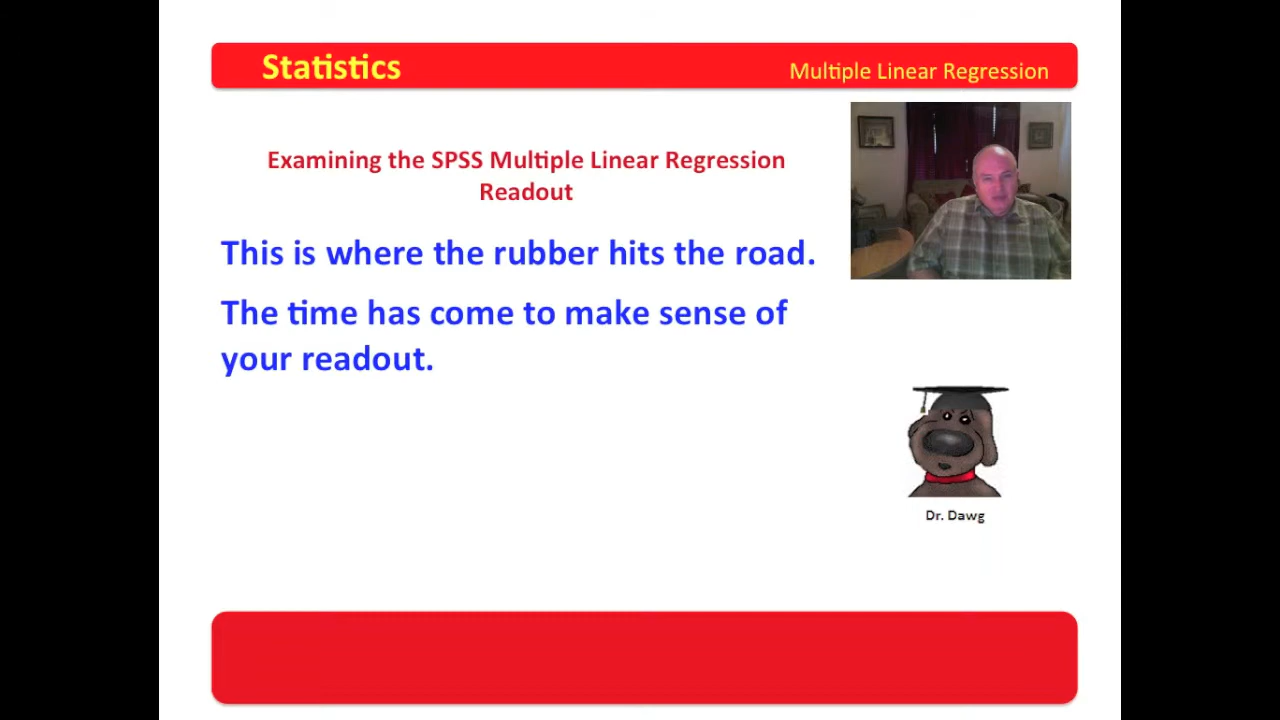 Statistics
Multiple Linear Regression
Examining the SPSS Multiple Linear Regression
Readout
This is where the rubber hits the road.
The time has come to make sense of
your readout.
Dr. Dawg